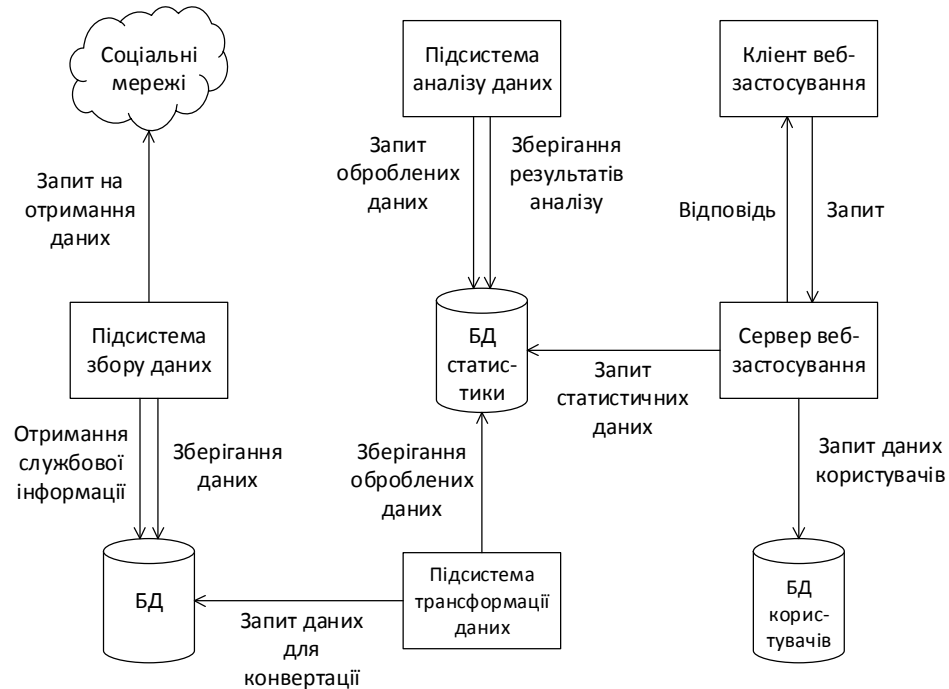 Соціальні
мережі
Підсистема
аналізу даних
Клієнт веб-
застосування
Запит на
отримання
даних
Запит
оброблених
даних
Зберігання
результатів
аналізу
Відповідь
Запит
Підсистема
збору даних
БД
статис-
тики
Сервер веб-
застосування
Запит
статистичних
даних
Отримання
службової
інформації
Зберігання
даних
Зберігання
оброблених
даних
Запит даних
користувачів
БД
Підсистема
трансформації
даних
Запит даних
для
конвертації
БД
корис-
тувачів